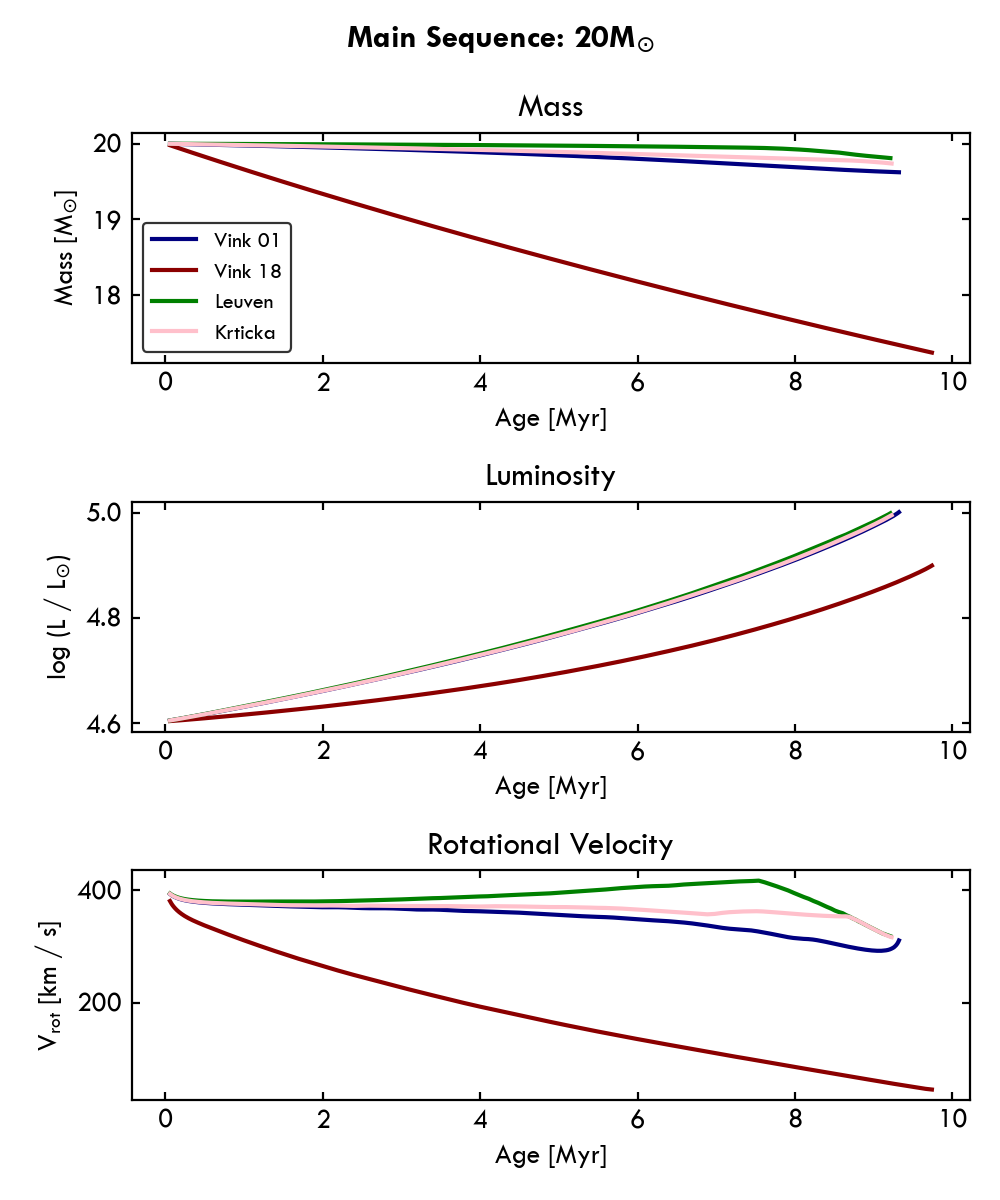 Main Sequence: 20M☉
Mass
20
19
18
Mass [M☉]
Vink 01
Vink 18
Leuven
Krticka
0 2 4 6 8 10
Age [Myr]
Luminosity
5.0
4.8
4.6
log (L / L☉)
0 2 4 6 8 10
Age [Myr]
Rotational Velocity
400
200
Vrot [km / s]
0 2 4 6 8 10
Age [Myr]